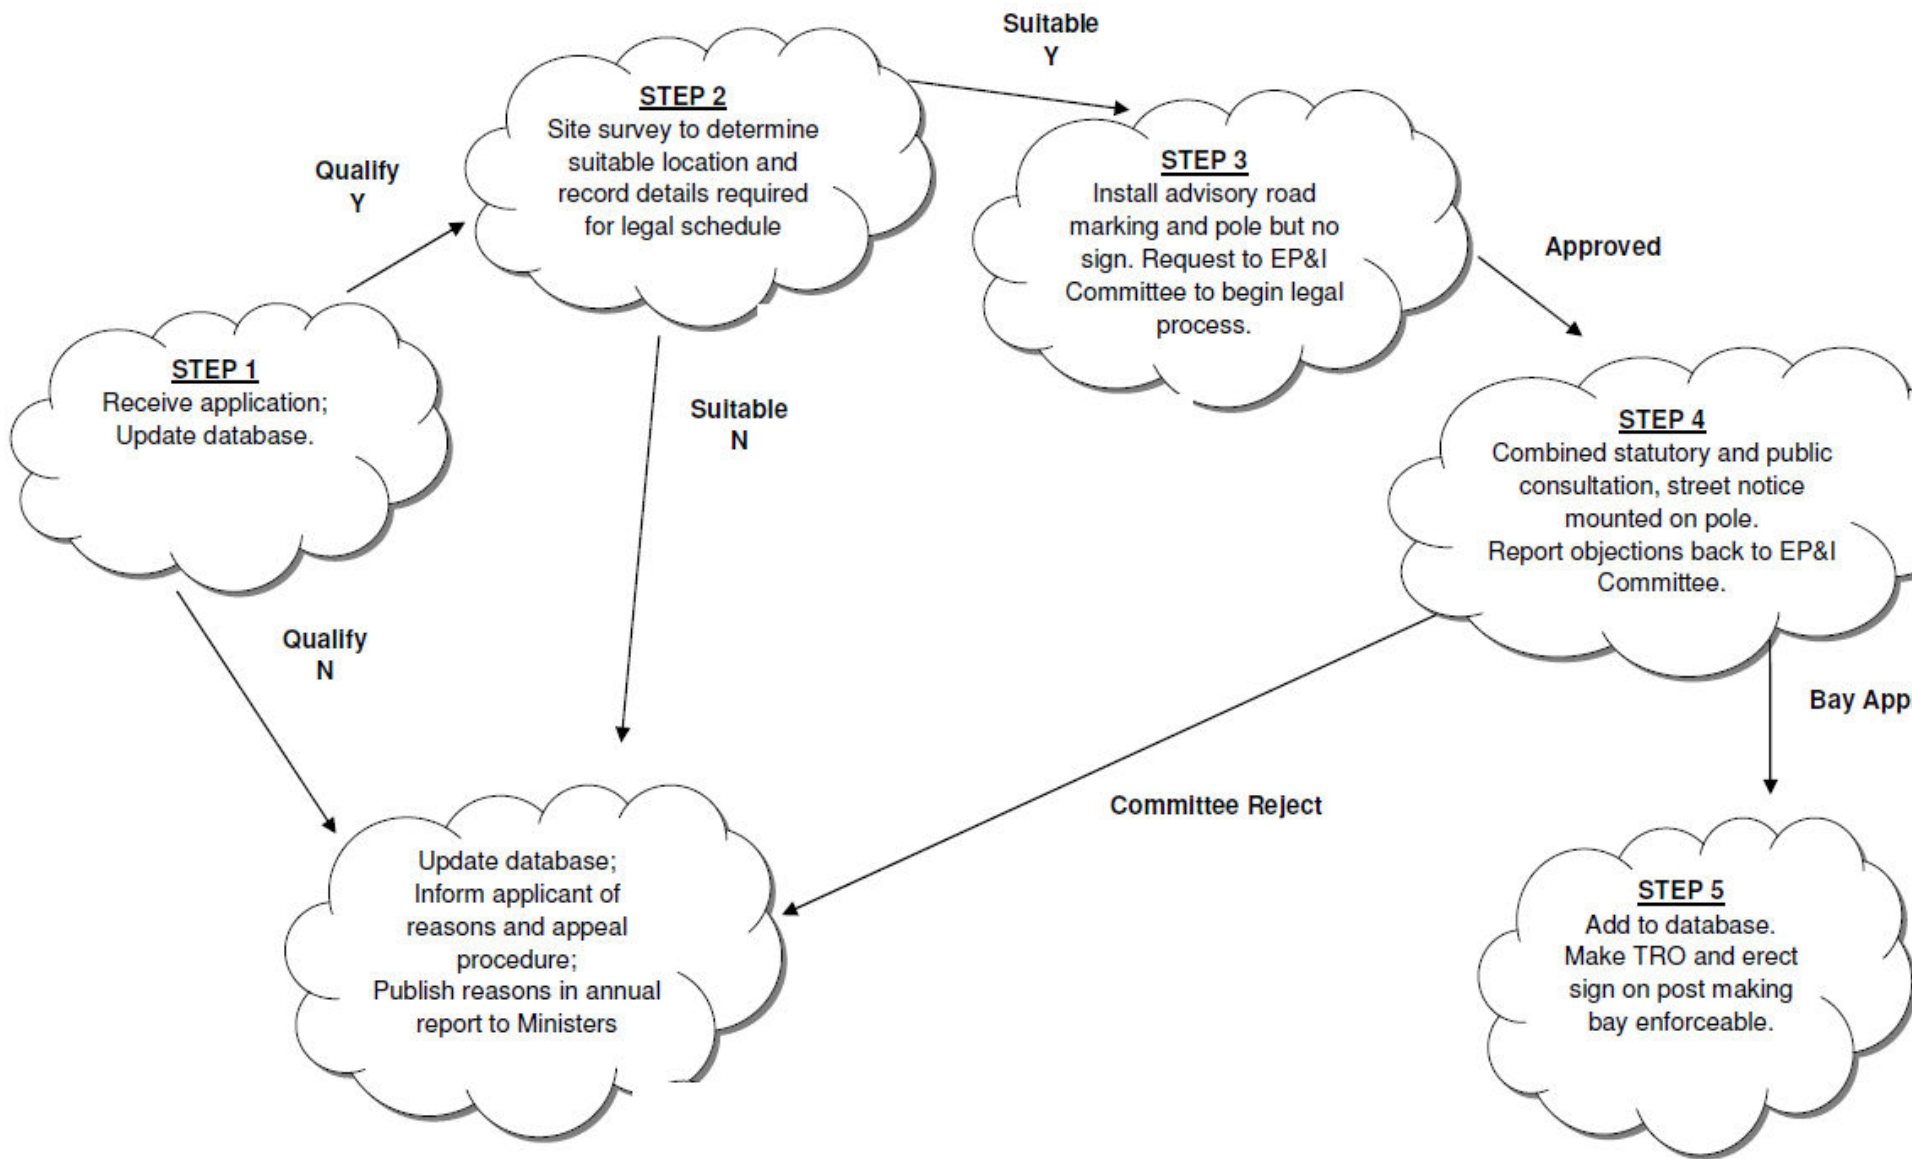 Suitable
Y
STEP 2
Site survey to determine
suitable location and
record details required
for legal schedule
Qualify
Y
STEP 3
Install advisory road
marking and pole but no
sign. Request to EP&I
Committee to begin legal
process.
Approved
STEP 1
Receive application;
Update database.
Suitable
N
STEP 4
Combined statutory and public
consultation, street notice
mounted on pole.
Report objections back to EP&I
Committee.
Qualify
N
Bay App
Committee Reject
Update database;
Inform applicant of
reasons and appeal
procedure;
Publish reasons in annual
report to Ministers
STEP 5
Add to database.
Make TRO and erect
sign on post making
bay enforceable.